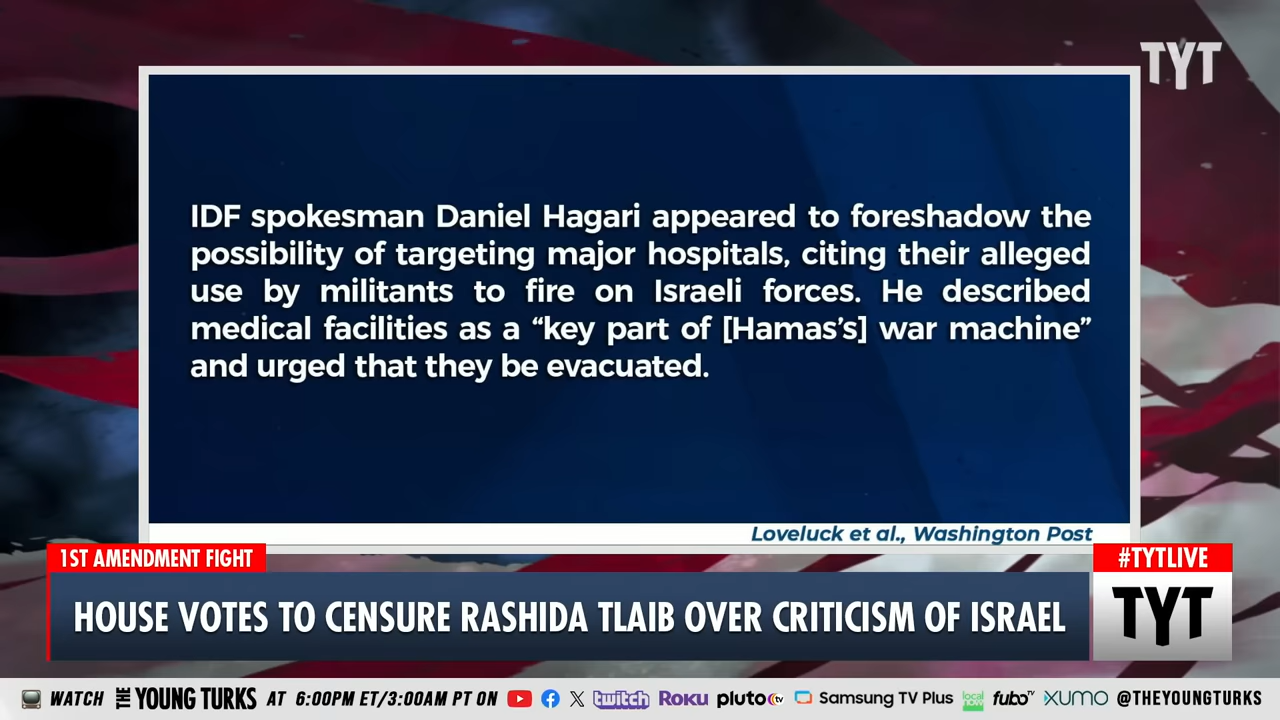 TYT
IDF spokesman Daniel Hagari appeared to foreshadow the
possibility of targeting major hospitals, citing their alleged
use by militants to fire on Israeli forces. He described
medical facilities as a “key part of [Hamas’s] war machine”
and urged that they be evacuated.
Loveluck et al., Washington Post
1ST AMENDMENT FIGHT
#TYTLIVE
HOUSE VOTES TO CENSURE RASHIDA TLAIB OVER CRITICISM OF ISRAEL
TYT
WATCH THE YOUNG TURKS AT 6:00PM ET/3:00AM PT ON twitch Roku pluto tv Samsung TV Plus local now fubo TV XUMO @THEYOUNGTURKS